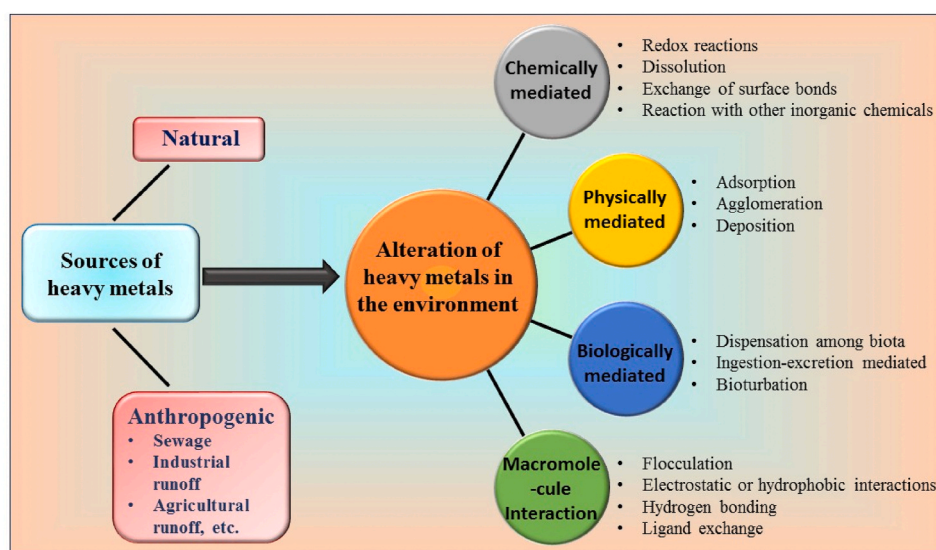 Natural
Sources of
heavy metals
Anthropogenic
• Sewage
• Industrial
runoff
• Agricultural
runoff, etc.
Alteration of
heavy metals in
the environment
Chemically
mediated
• Redox reactions
• Dissolution
• Exchange of surface bonds
• Reaction with other inorganic chemicals
Physically
mediated
• Adsorption
• Agglomeration
• Deposition
Biologically
mediated
• Dispensation among biota
• Ingestion-excretion mediated
• Bioturbation
Macromole
-cule
Interaction
• Flocculation
• Electrostatic or hydrophobic interactions
• Hydrogen bonding
• Ligand exchange